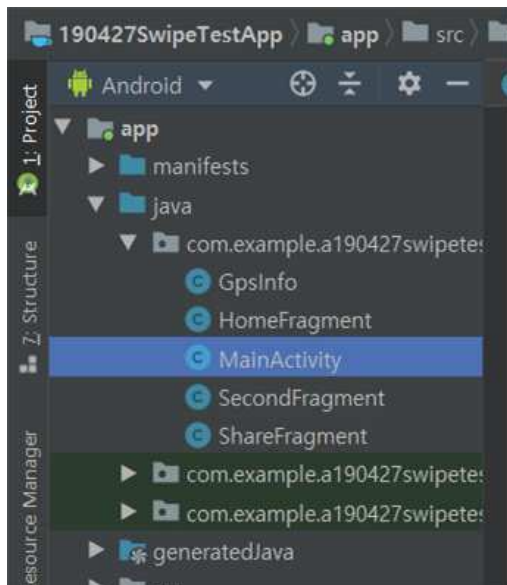 190427SwipeTestApp app src
Android
1: Project
app
manifests
java
com.example.a190427swipetes
GpsInfo
HomeFragment
MainActivity
SecondFragment
ShareFragment
com.example.a190427swipetes
com.example.a190427swipetes
generatedJava
7: Structure
esource Manager